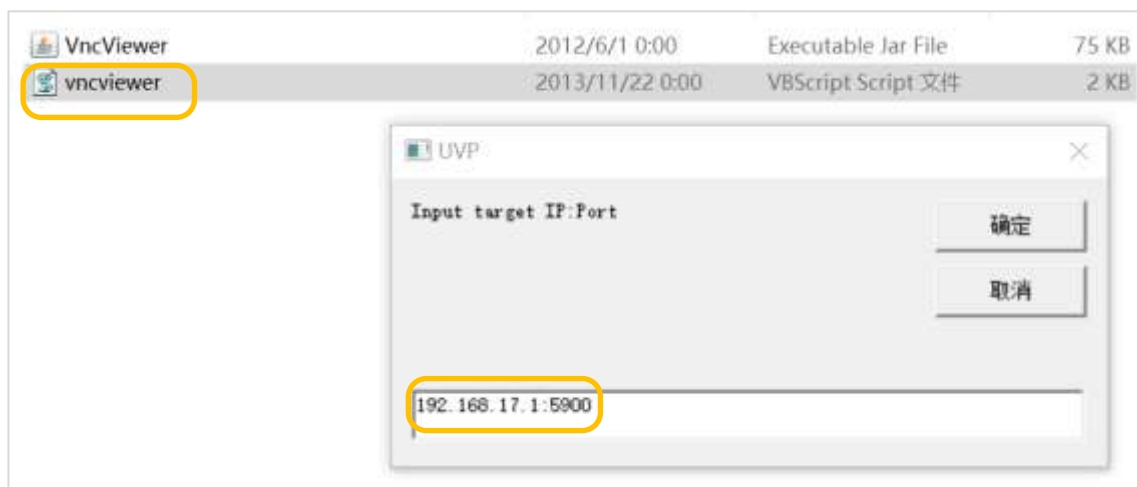 VncViewer 2012/6/1 0:00 Executable Jar File 75 KB
vncviewer 2013/11/22 0:00 VBScript Script 文件 2 KB
UVP
Input target IP:Port
确定
取消
192.168.17.1:5900